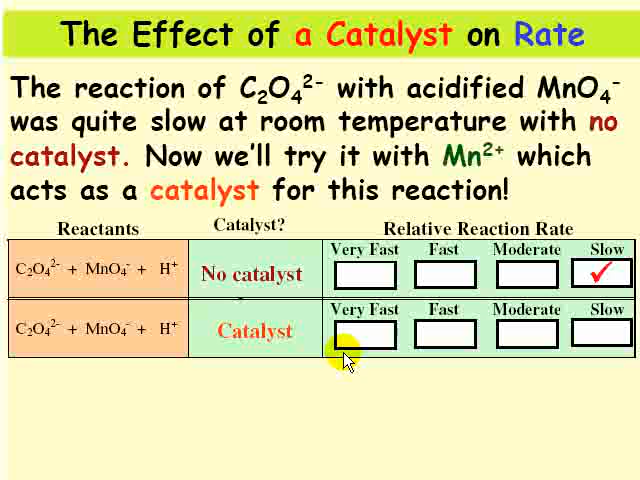 The Effect of a Catalyst on Rate
The reaction of C₂O₄²⁻ with acidified MnO₄⁻
was quite slow at room temperature with no
catalyst. Now we'll try it with Mn²⁺ which
acts as a catalyst for this reaction!
Reactants Catalyst? Relative Reaction Rate
Very Fast Fast Moderate Slow
C₂O₄²⁻ + MnO₄⁻ + H⁺ No catalyst ✓
Very Fast Fast Moderate Slow
C₂O₄²⁻ + MnO₄⁻ + H⁺ Catalyst